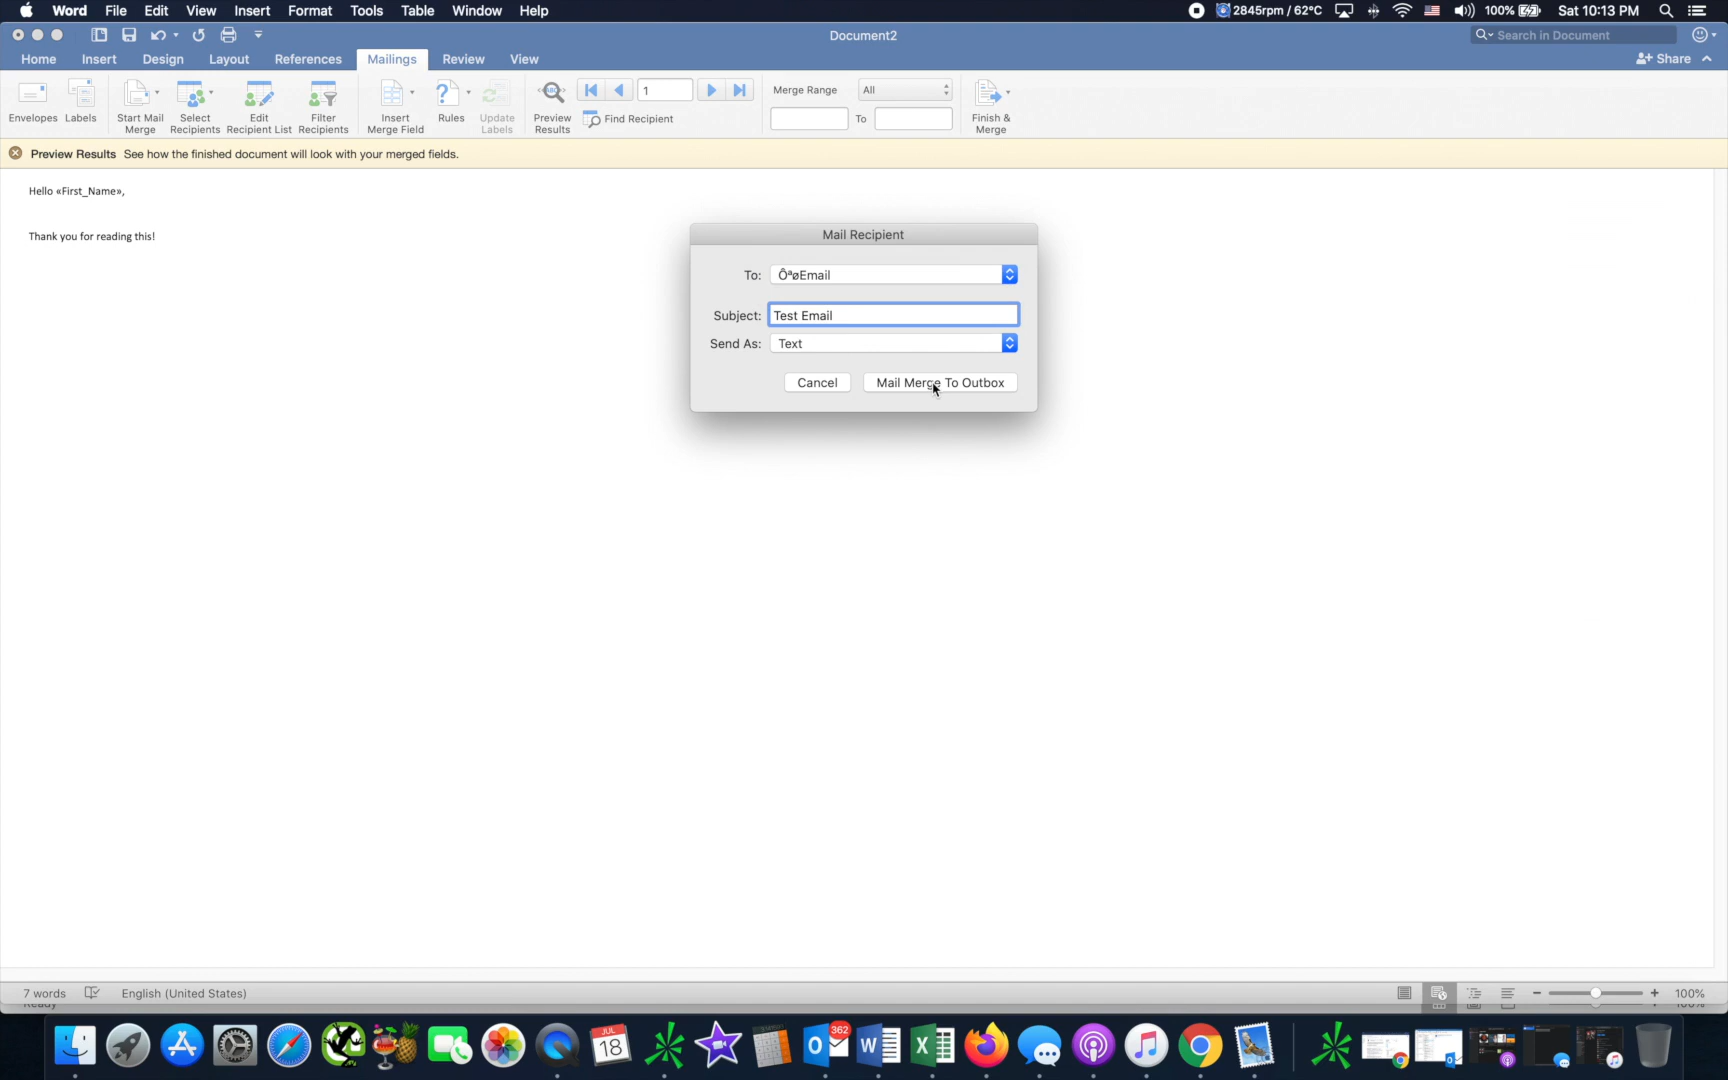 Word File Edit View Insert Format Tools Table Window Help 2845rpm / 62°C 100% Sat 10:13 PM
Document2 Search in Document
Home Insert Design Layout References Mailings Review View Share
Envelopes Labels Start Mail Merge Select Recipients Edit Recipient List Filter Recipients Insert Merge Field Rules Update Labels Preview Results 1 Find Recipient Merge Range All To Finish & Merge
Preview Results See how the finished document will look with your merged fields.
Hello «First_Name»,
Thank you for reading this!
Mail Recipient
To: ÔªøEmail
Subject: Test Email
Send As: Text
Cancel Mail Merge To Outbox
7 words English (United States) 100%
Ready 100%
JUL 18 362